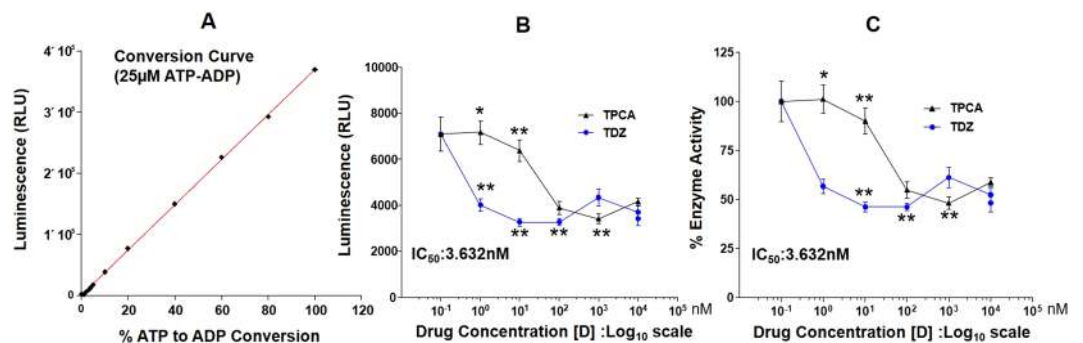 A
Conversion Curve
(25µM ATP-ADP)
Luminescence (RLU)
4´10⁵
3´10⁵
2´10⁵
1´10⁵
0
0 20 40 60 80 100 120
% ATP to ADP Conversion
B
Luminescence (RLU)
10000
8000
6000
4000
2000
0
TPCA
TDZ
*
**
**
**
**
**
IC₅₀:3.632nM
10⁻¹ 10⁰ 10¹ 10² 10³ 10⁴ 10⁵ nM
Drug Concentration [D] :Log₁₀ scale
C
% Enzyme Activity
125
100
75
50
25
0
TPCA
TDZ
*
**
**
**
**
IC₅₀:3.632nM
10⁻¹ 10⁰ 10¹ 10² 10³ 10⁴ 10⁵ nM
Drug Concentration [D] :Log₁₀ scale